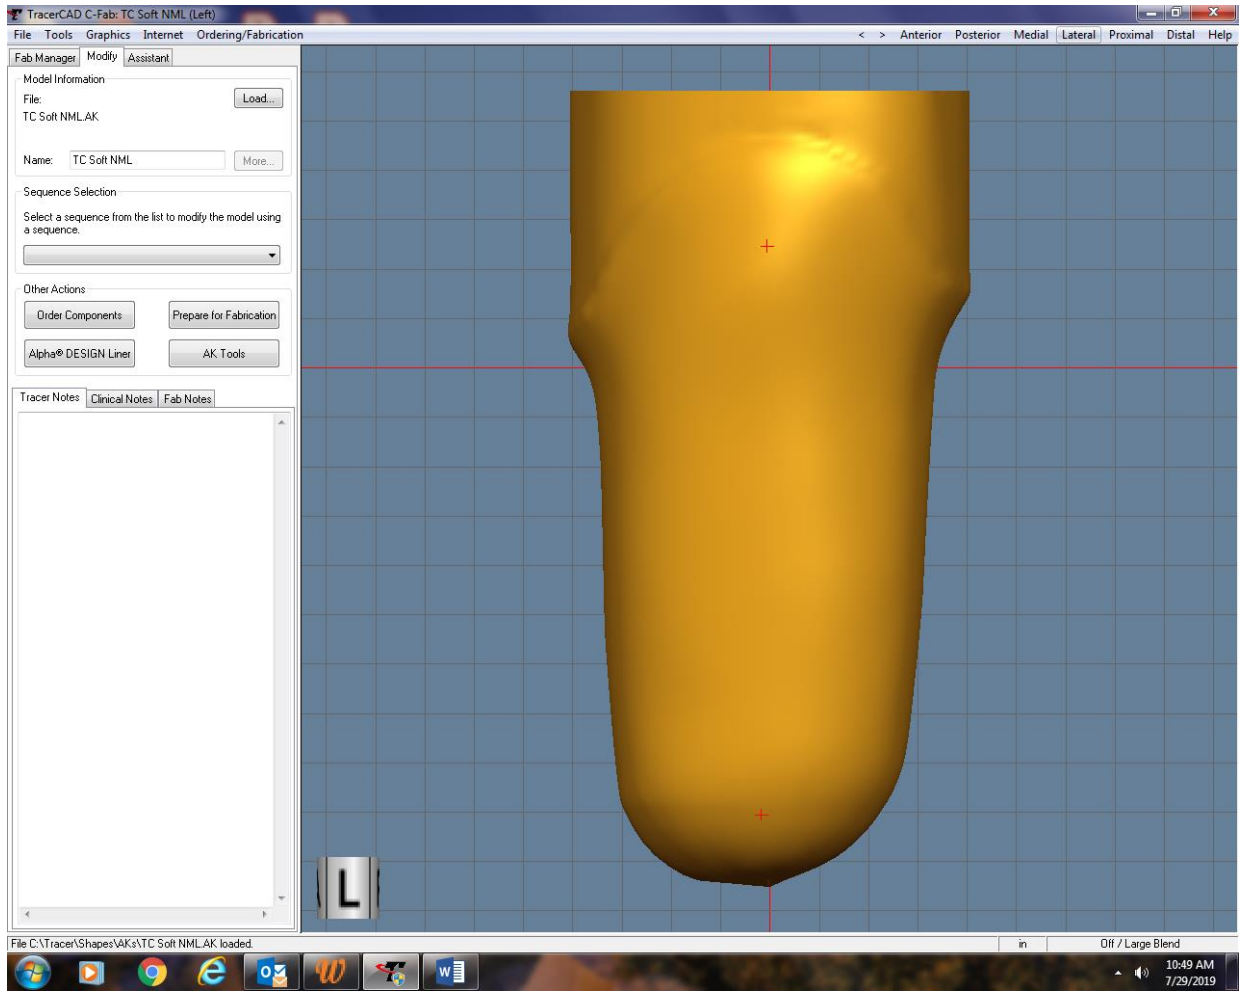 TracerCAD C-Fab: TC Soft NML (Left)
File Tools Graphics Internet Ordering/Fabrication < > Anterior Posterior Medial Lateral Proximal Distal Help
Fab Manager Modify Assistant
Model Information
File: Load...
TC Soft NML.AK
Name: TC Soft NML More...
Sequence Selection
Select a sequence from the list to modify the model using
a sequence.
Other Actions
Order Components Prepare for Fabrication
Alpha® DESIGN Liner AK Tools
Tracer Notes Clinical Notes Fab Notes
L
File C:\Tracer\Shapes\AKs\TC Soft NML.AK loaded. in Off / Large Blend
10:49 AM
7/29/2019